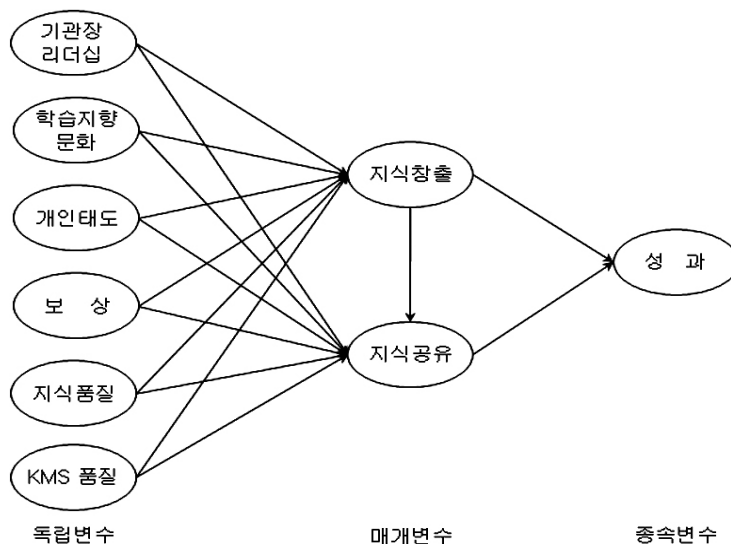 기관장
리더십
학습지향
문화
개인태도
보 상
지식품질
KMS 품질
지식창출
지식공유
성 과
독립변수
매개변수
종속변수